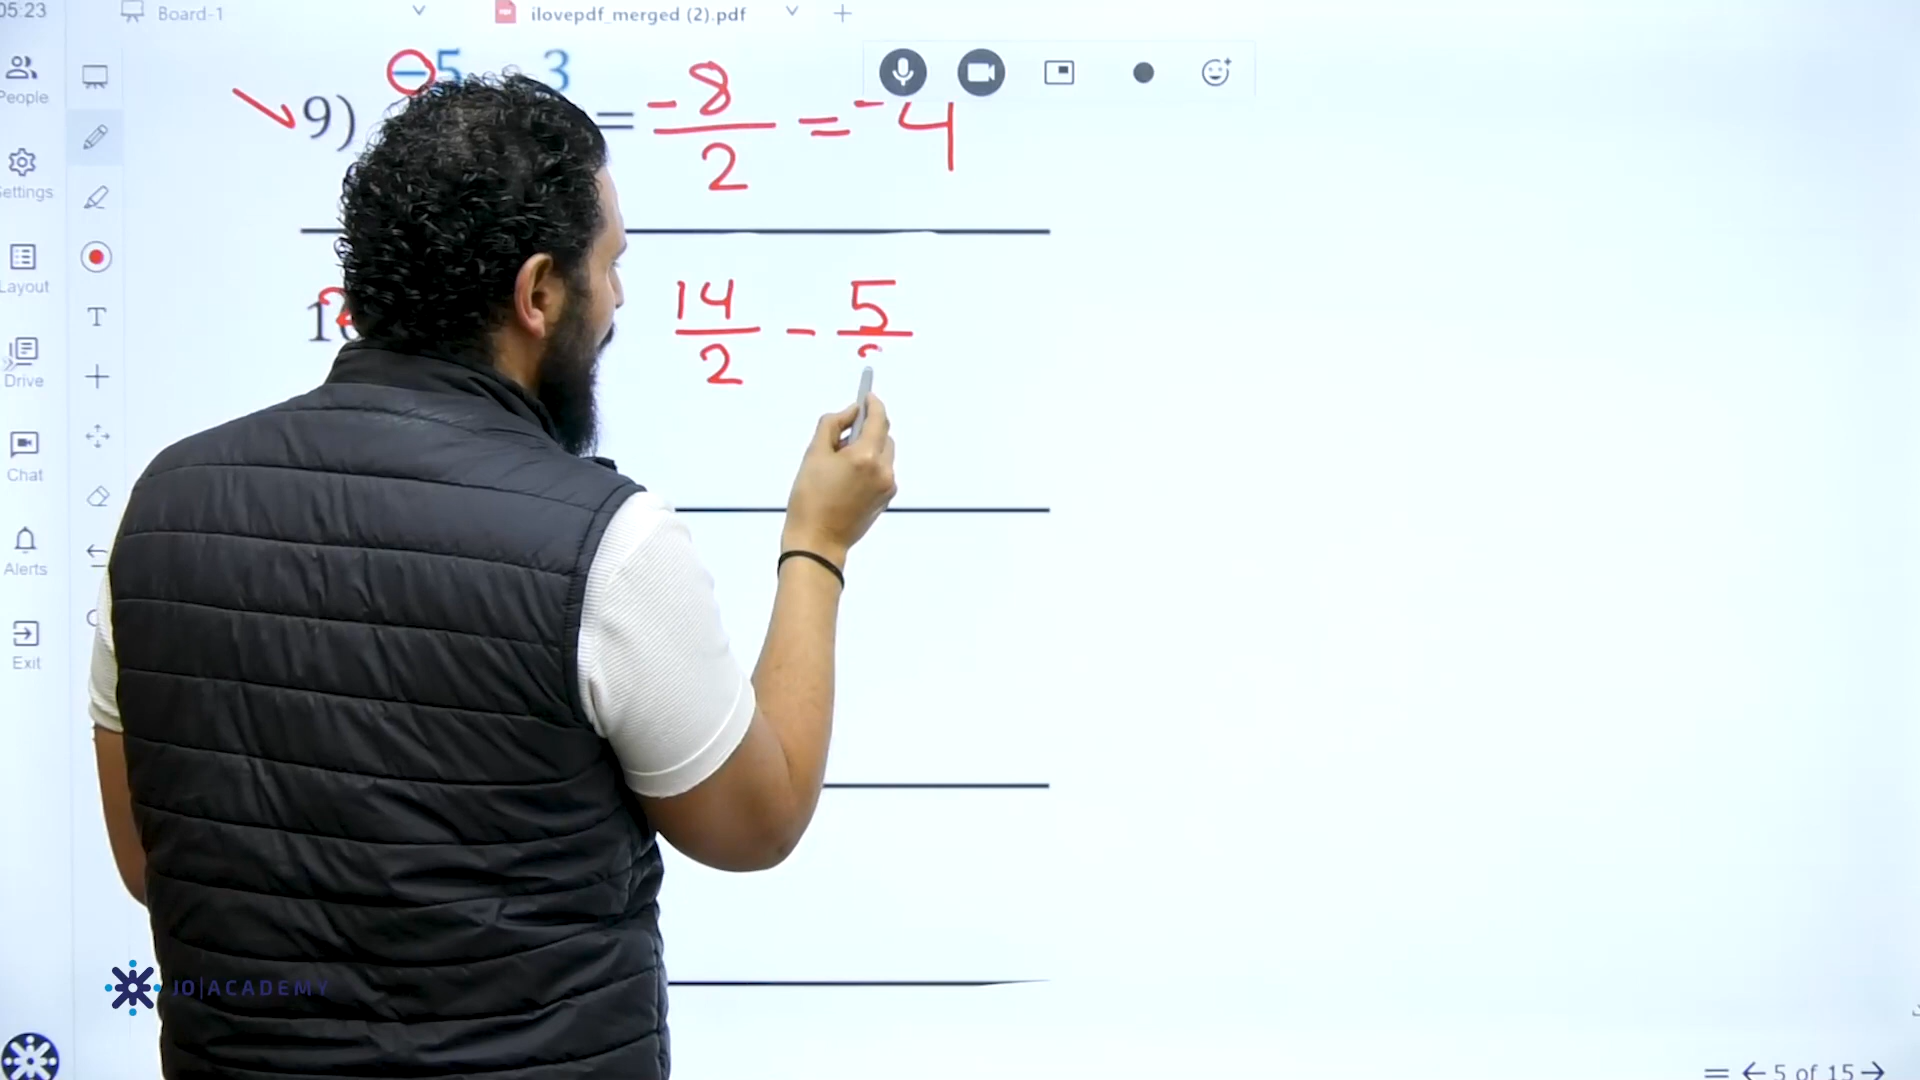 05:23 Board-1 ilovepdf_merged (2).pdf
People
Settings
Layout
Drive
Chat
Alerts
Exit
T
−5 3
9) = -8/2 = -4
14/2 - 5/
JO|ACADEMY
5 of 15